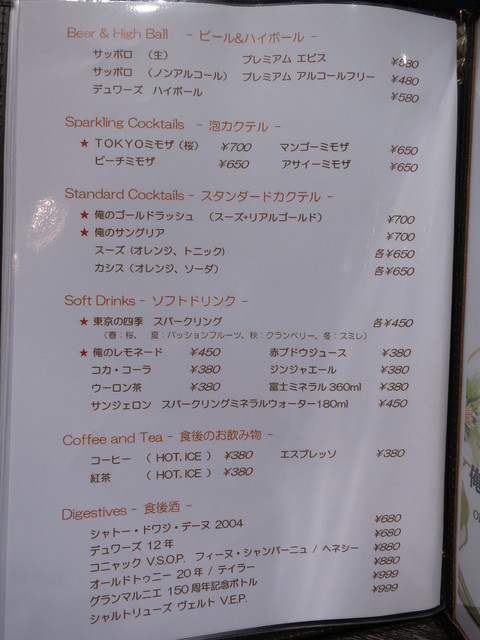 Beer & High Ball - ビール&ハイボール -
サッポロ （生） プレミアム エビス ¥580
サッポロ （ノンアルコール） プレミアム アルコールフリー ¥480
デュワーズ ハイボール ¥580
Sparkling Cocktails - 泡カクテル -
★ TOKYOミモザ（桜） ¥700 マンゴーミモザ ¥650
ピーチミモザ ¥650 アサイーミモザ ¥650
Standard Cocktails - スタンダードカクテル -
★ 俺のゴールドラッシュ （スーズ+リアルゴールド） ¥700
★ 俺のサングリア ¥700
スーズ (オレンジ、トニック) 各¥650
カシス（オレンジ、ソーダ） 各¥650
Soft Drinks - ソフトドリンク -
★ 東京の四季 スパークリング 各¥450
（春：桜、 夏：パッションフルーツ、秋：クランベリー、冬：スミレ）
★ 俺のレモネード ¥450 赤ブドウジュース ¥380
コカ・コーラ ¥380 ジンジャエール ¥380
ウーロン茶 ¥380 富士ミネラル 360ml ¥380
サンジェロン スパークリングミネラルウォーター180ml ¥450
Coffee and Tea - 食後のお飲み物 -
コーヒー （ HOT, ICE ） ¥380 エスプレッソ ¥380
紅茶 （ HOT, ICE ） ¥380
Digestives - 食後酒 -
シャトー・ドワジ・デーヌ 2004 ¥680
デュワーズ 12年 ¥680
コニャック V.S.O.P. フィーヌ・シャンパーニュ / ヘネシー ¥880
オールドトゥニー 20年 / テイラー ¥880
グランマルニエ 150周年記念ボトル ¥999
シャルトリューズ ヴェルト V.E.P. ¥999
俺